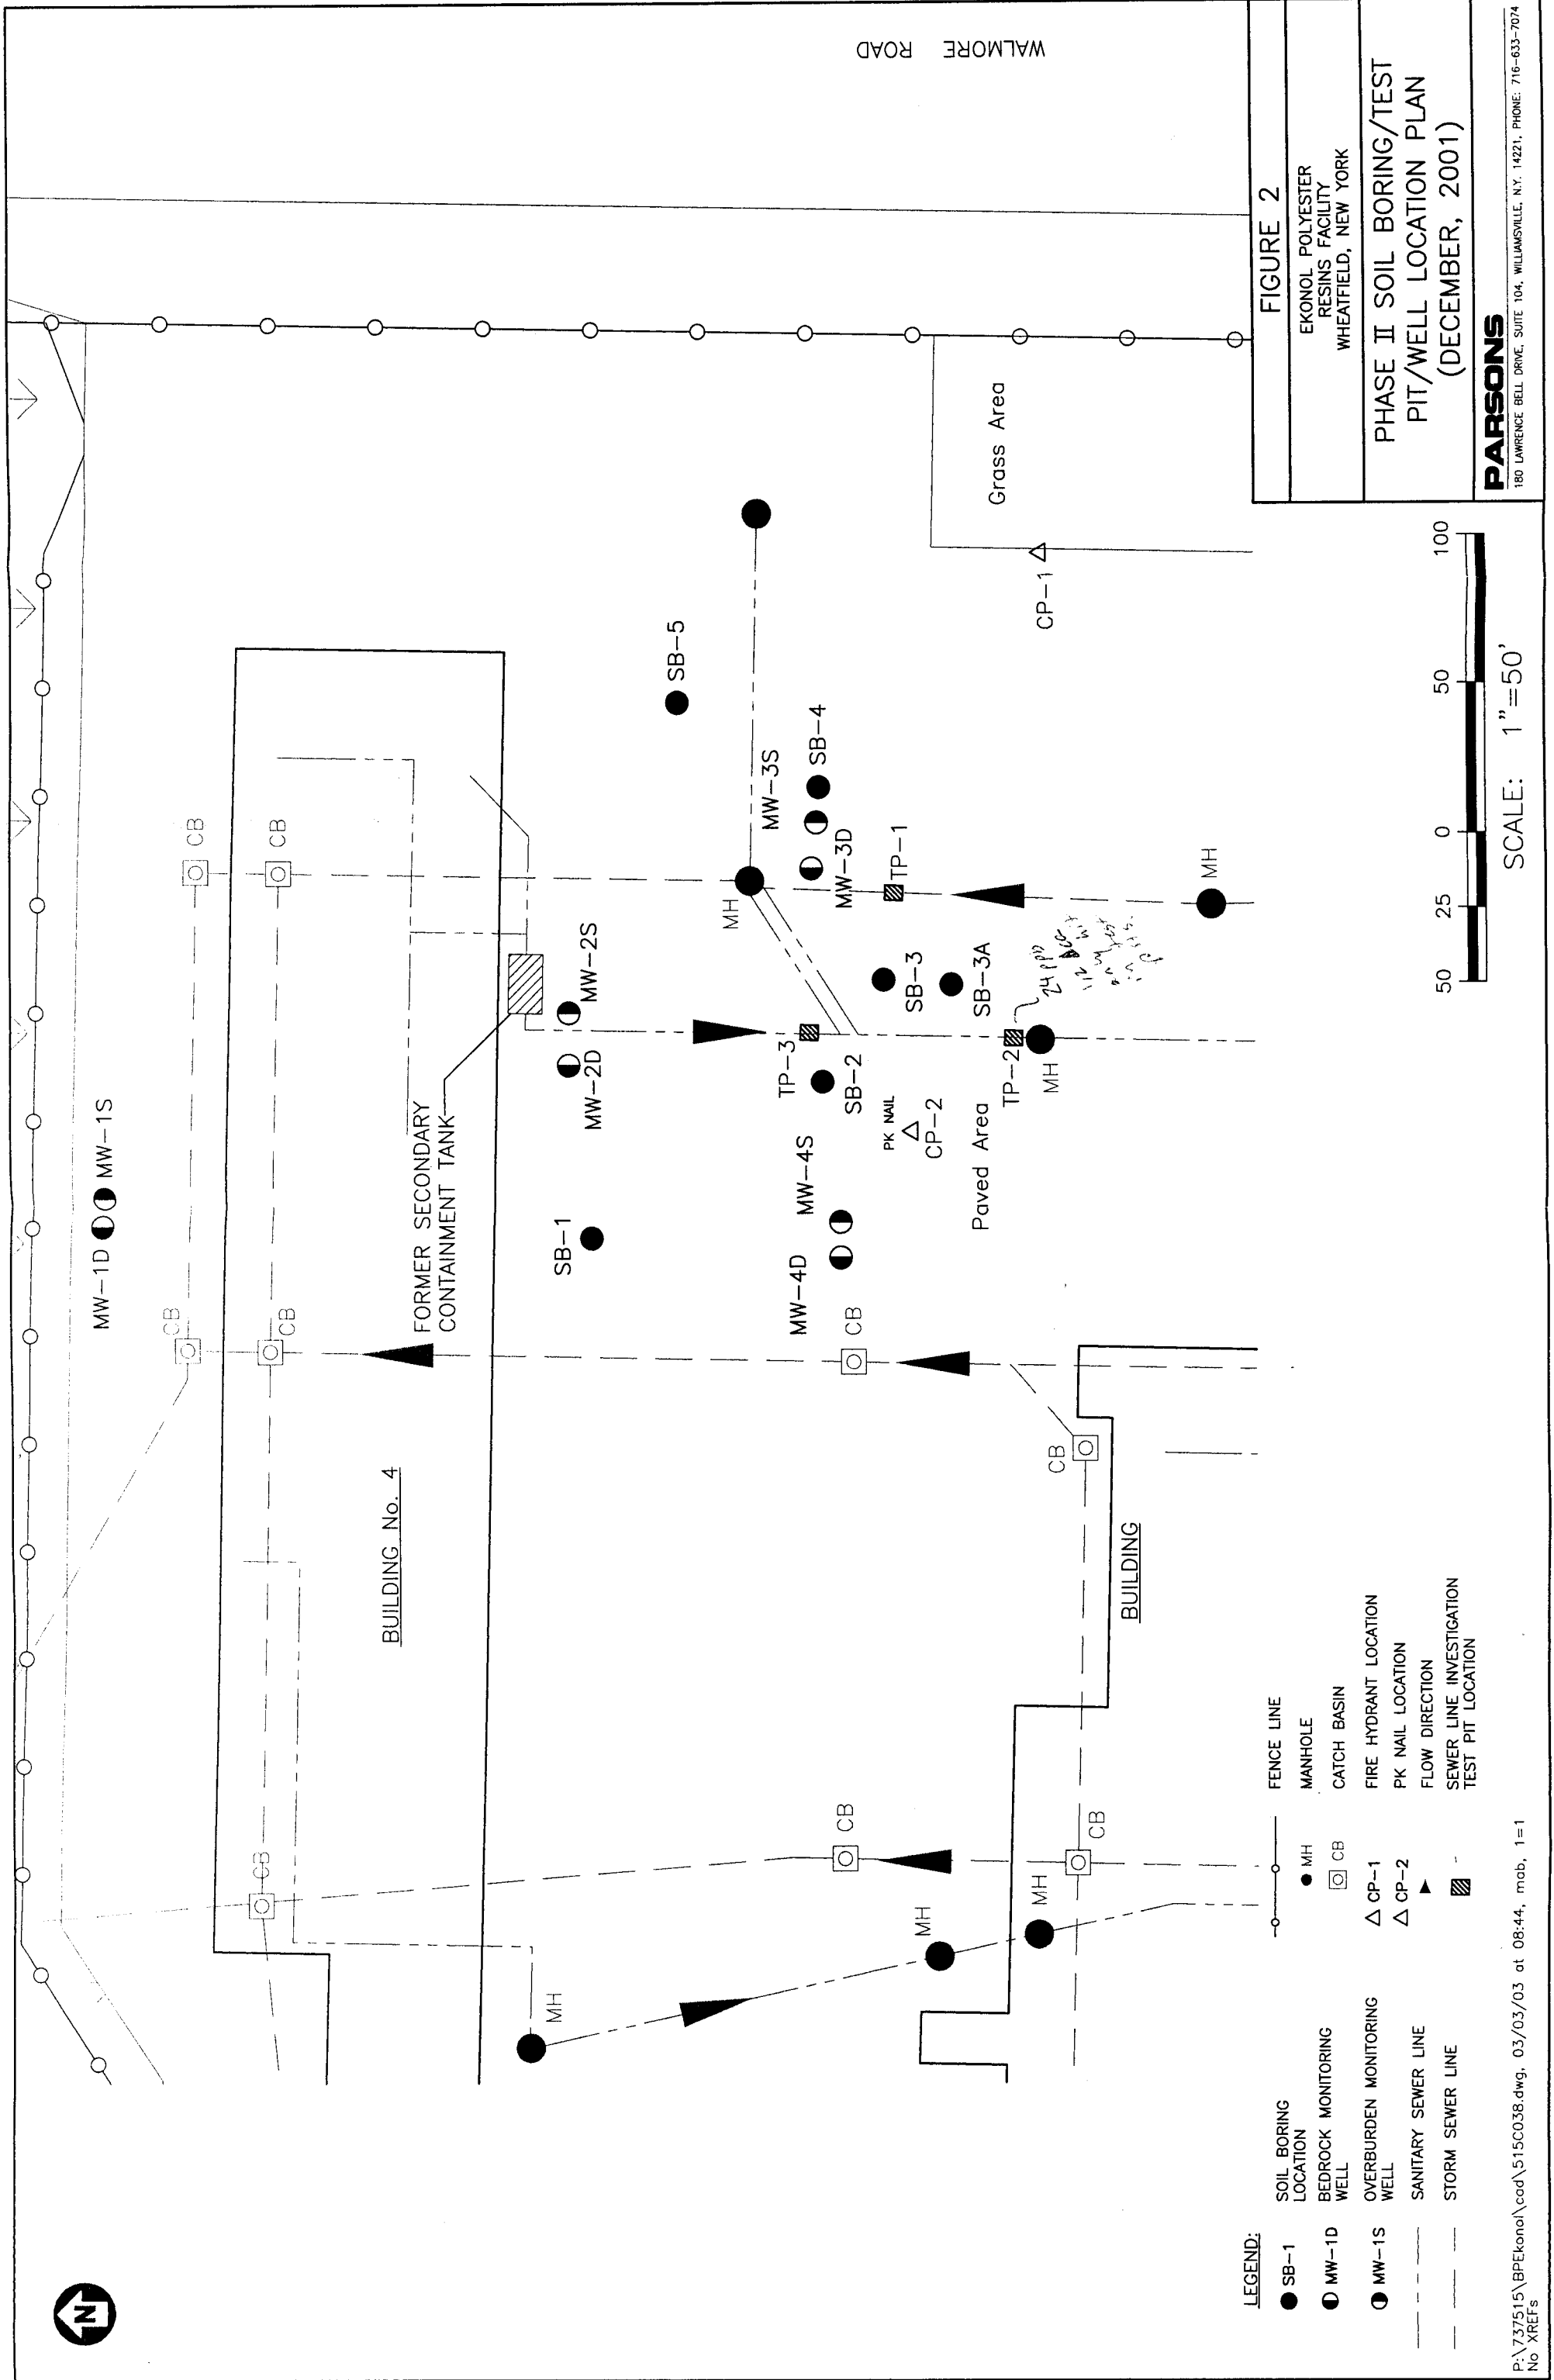 N
WALMORE ROAD
MW-1D
MW-1S
CB
CB
CB
CB
CB
BUILDING No. 4
FORMER SECONDARY
CONTAINMENT TANK
MW-2S
MW-2D
SB-1
SB-5
MH
MH
MW-3S
SB-4
MW-3D
TP-1
TP-3
SB-2
SB-3
SB-3A
MW-4S
MW-4D
CB
CB
PK NAIL
CP-2
Paved Area
TP-2
MH
24 ppb
MH
MH
MH
CP-1
Grass Area
CB
CB
BUILDING
LEGEND:
SB-1
SOIL BORING
LOCATION
MW-1D
BEDROCK MONITORING
WELL
MW-1S
OVERBURDEN MONITORING
WELL
SANITARY SEWER LINE
STORM SEWER LINE
FENCE LINE
MH
MANHOLE
CB
CATCH BASIN
CP-1
FIRE HYDRANT LOCATION
CP-2
PK NAIL LOCATION
FLOW DIRECTION
SEWER LINE INVESTIGATION
TEST PIT LOCATION
50
25
0
50
100
SCALE: 1"=50'
FIGURE 2
EKONOL POLYESTER
RESINS FACILITY
WHEATFIELD, NEW YORK
PHASE II SOIL BORING/TEST
PIT/WELL LOCATION PLAN
(DECEMBER, 2001)
PARSONS
180 LAWRENCE BELL DRIVE, SUITE 104, WILLIAMSVILLE, N.Y. 14221, PHONE: 716-633-7074
P:\737515\BPEkonol\cad\515C038.dwg, 03/03/03 at 08:44, mab, 1=1
No XREFs